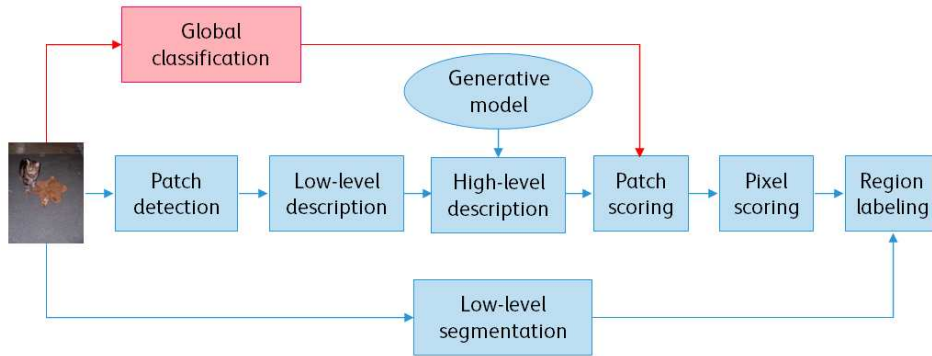 Global
classification
Generative
model
Patch
detection
Low-level
description
High-level
description
Patch
scoring
Pixel
scoring
Region
labeling
Low-level
segmentation